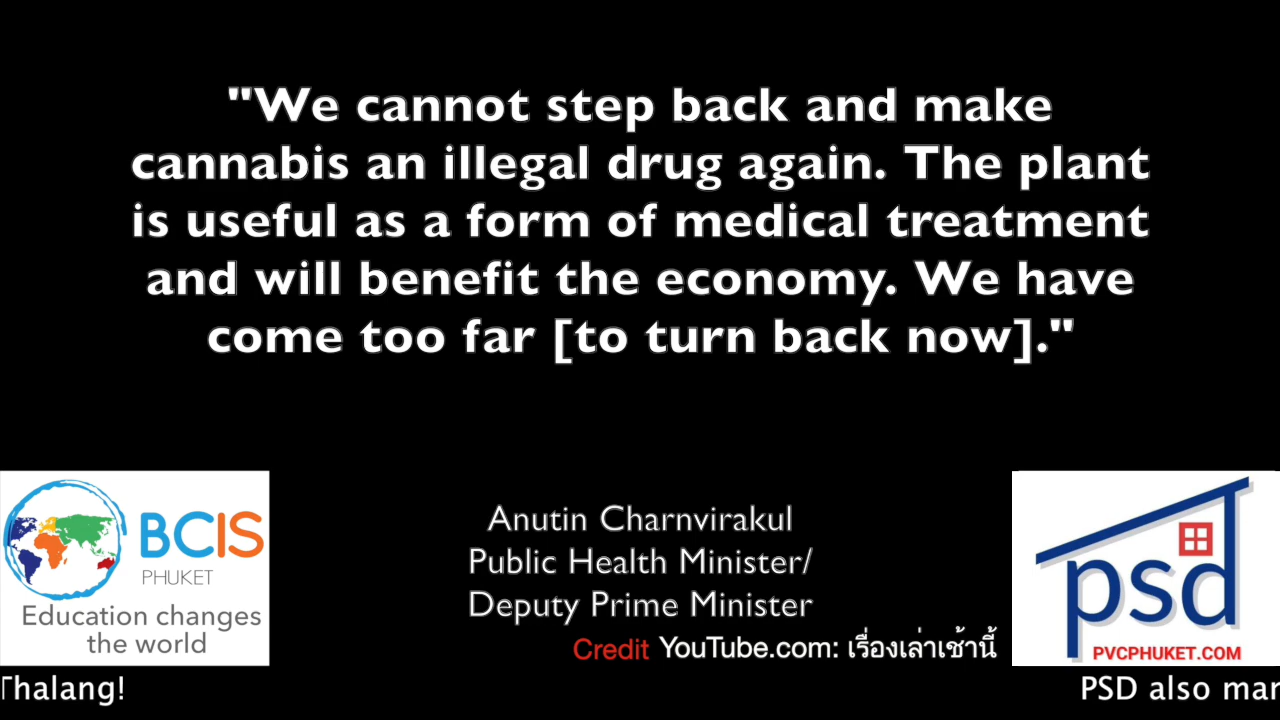 "We cannot step back and make
cannabis an illegal drug again. The plant
is useful as a form of medical treatment
and will benefit the economy. We have
come too far [to turn back now]."
BCIS
PHUKET
Education changes
the world
Anutin Charnvirakul
Public Health Minister/
Deputy Prime Minister
Credit YouTube.com: เรื่องเล่าเช้านี้
psd
PVCPHUKET.COM
Thalang!
PSD also mar